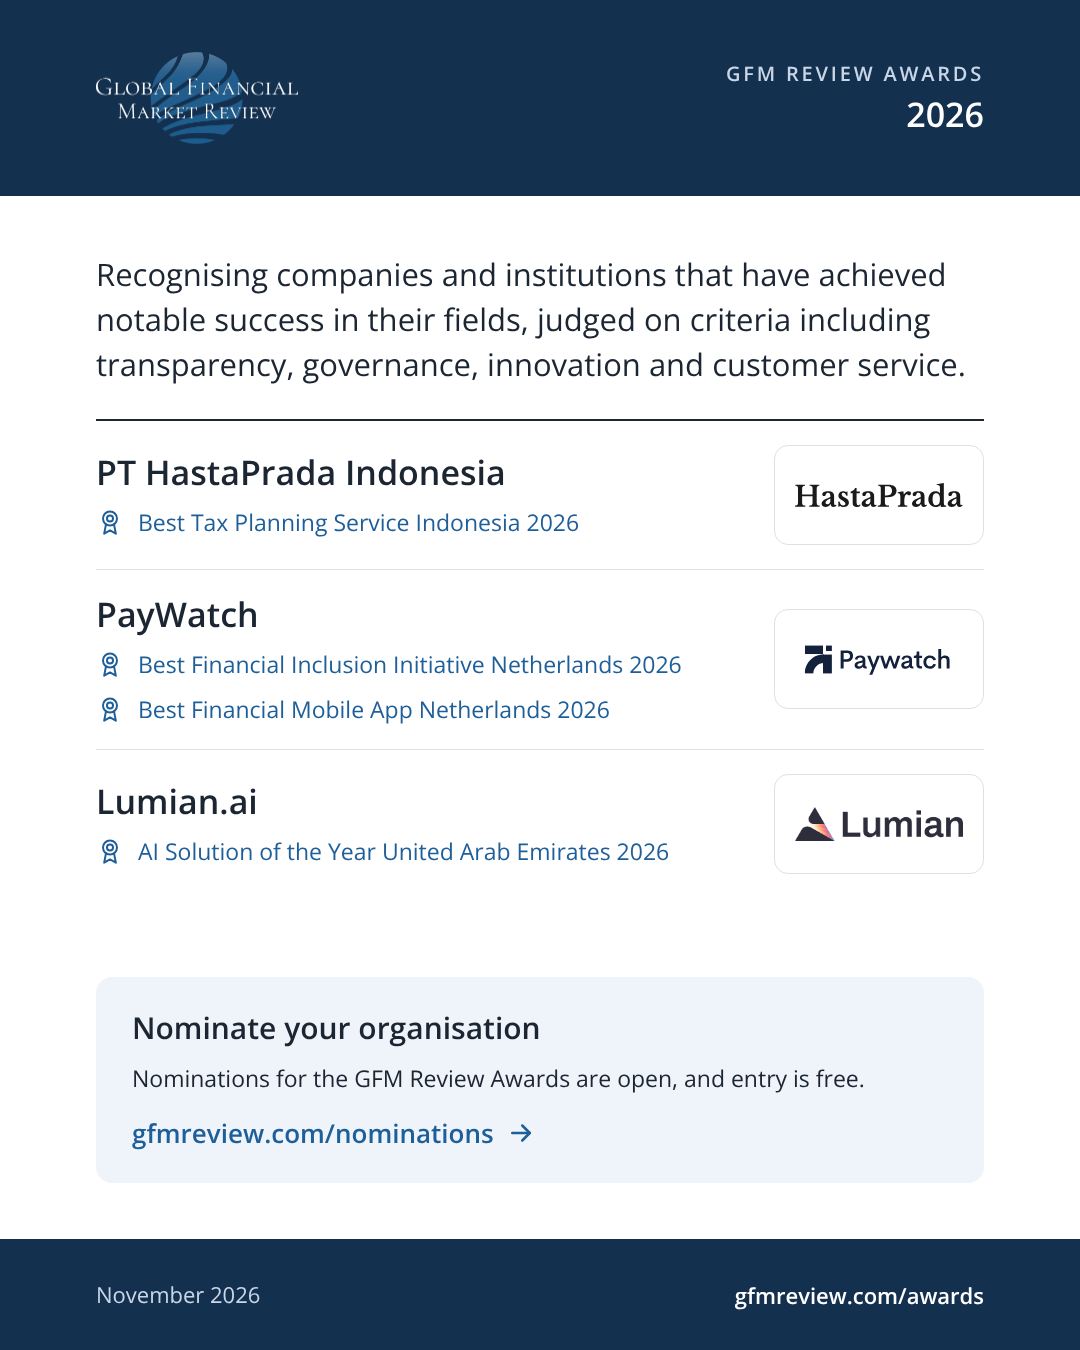 Global Financial
Market Review
GFM REVIEW AWARDS
2026
Recognising companies and institutions that have achieved
notable success in their fields, judged on criteria including
transparency, governance, innovation and customer service.
PT HastaPrada Indonesia
Best Tax Planning Service Indonesia 2026
HastaPrada
PayWatch
Best Financial Inclusion Initiative Netherlands 2026
Best Financial Mobile App Netherlands 2026
Paywatch
Lumian.ai
AI Solution of the Year United Arab Emirates 2026
Lumian
Nominate your organisation
Nominations for the GFM Review Awards are open, and entry is free.
gfmreview.com/nominations →
November 2026
gfmreview.com/awards